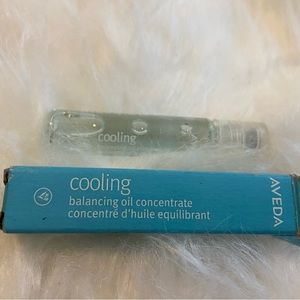 cooling
cooling
balancing oil concentrate
concentré d'huile equilibrant
AVEDA